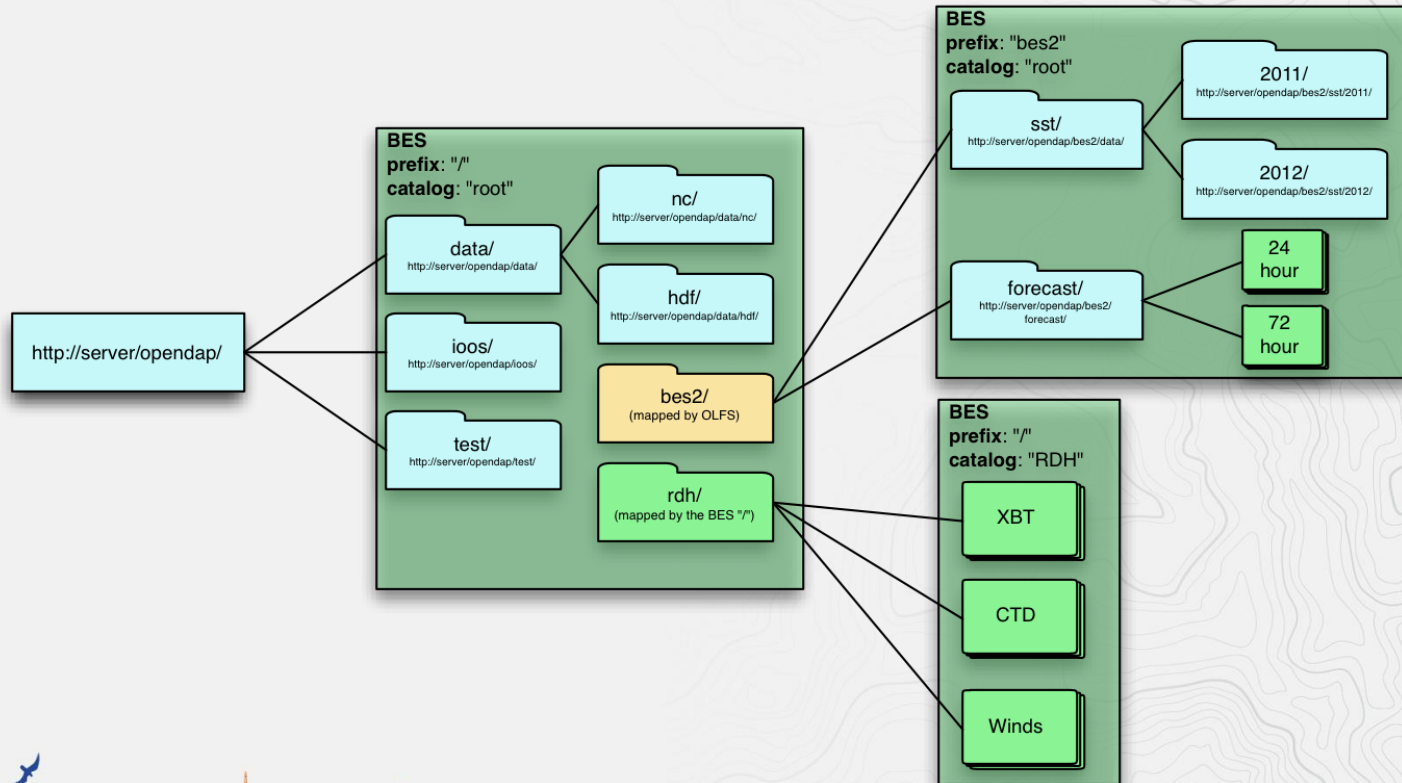 http://server/opendap/
BES
prefix: "/"
catalog: "root"
data/
http://server/opendap/data/
ioos/
http://server/opendap/ioos/
test/
http://server/opendap/test/
nc/
http://server/opendap/data/nc/
hdf/
http://server/opendap/data/hdf/
bes2/
(mapped by OLFS)
rdh/
(mapped by the BES "/")
BES
prefix: "bes2"
catalog: "root"
sst/
http://server/opendap/bes2/data/
2011/
http://server/opendap/bes2/sst/2011/
2012/
http://server/opendap/bes2/sst/2012/
forecast/
http://server/opendap/bes2/
forecast/
24
hour
72
hour
BES
prefix: "/"
catalog: "RDH"
XBT
CTD
Winds